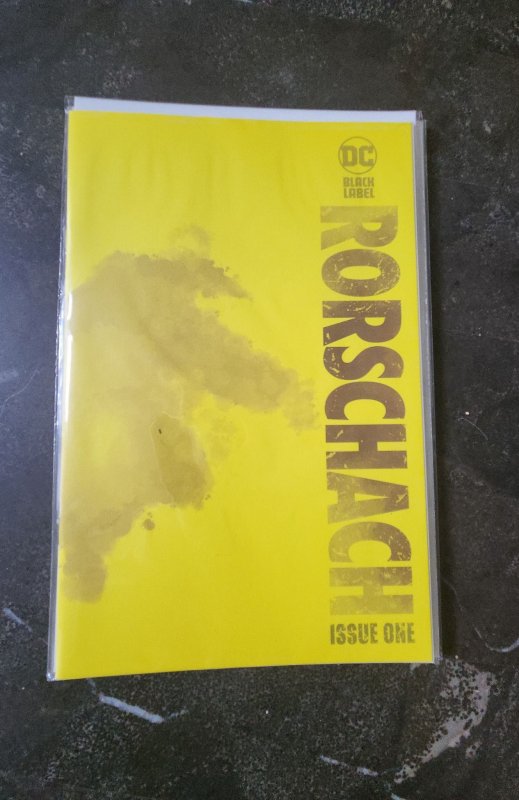 DC
BLACK
LABEL
RORSCHACH
ISSUE ONE